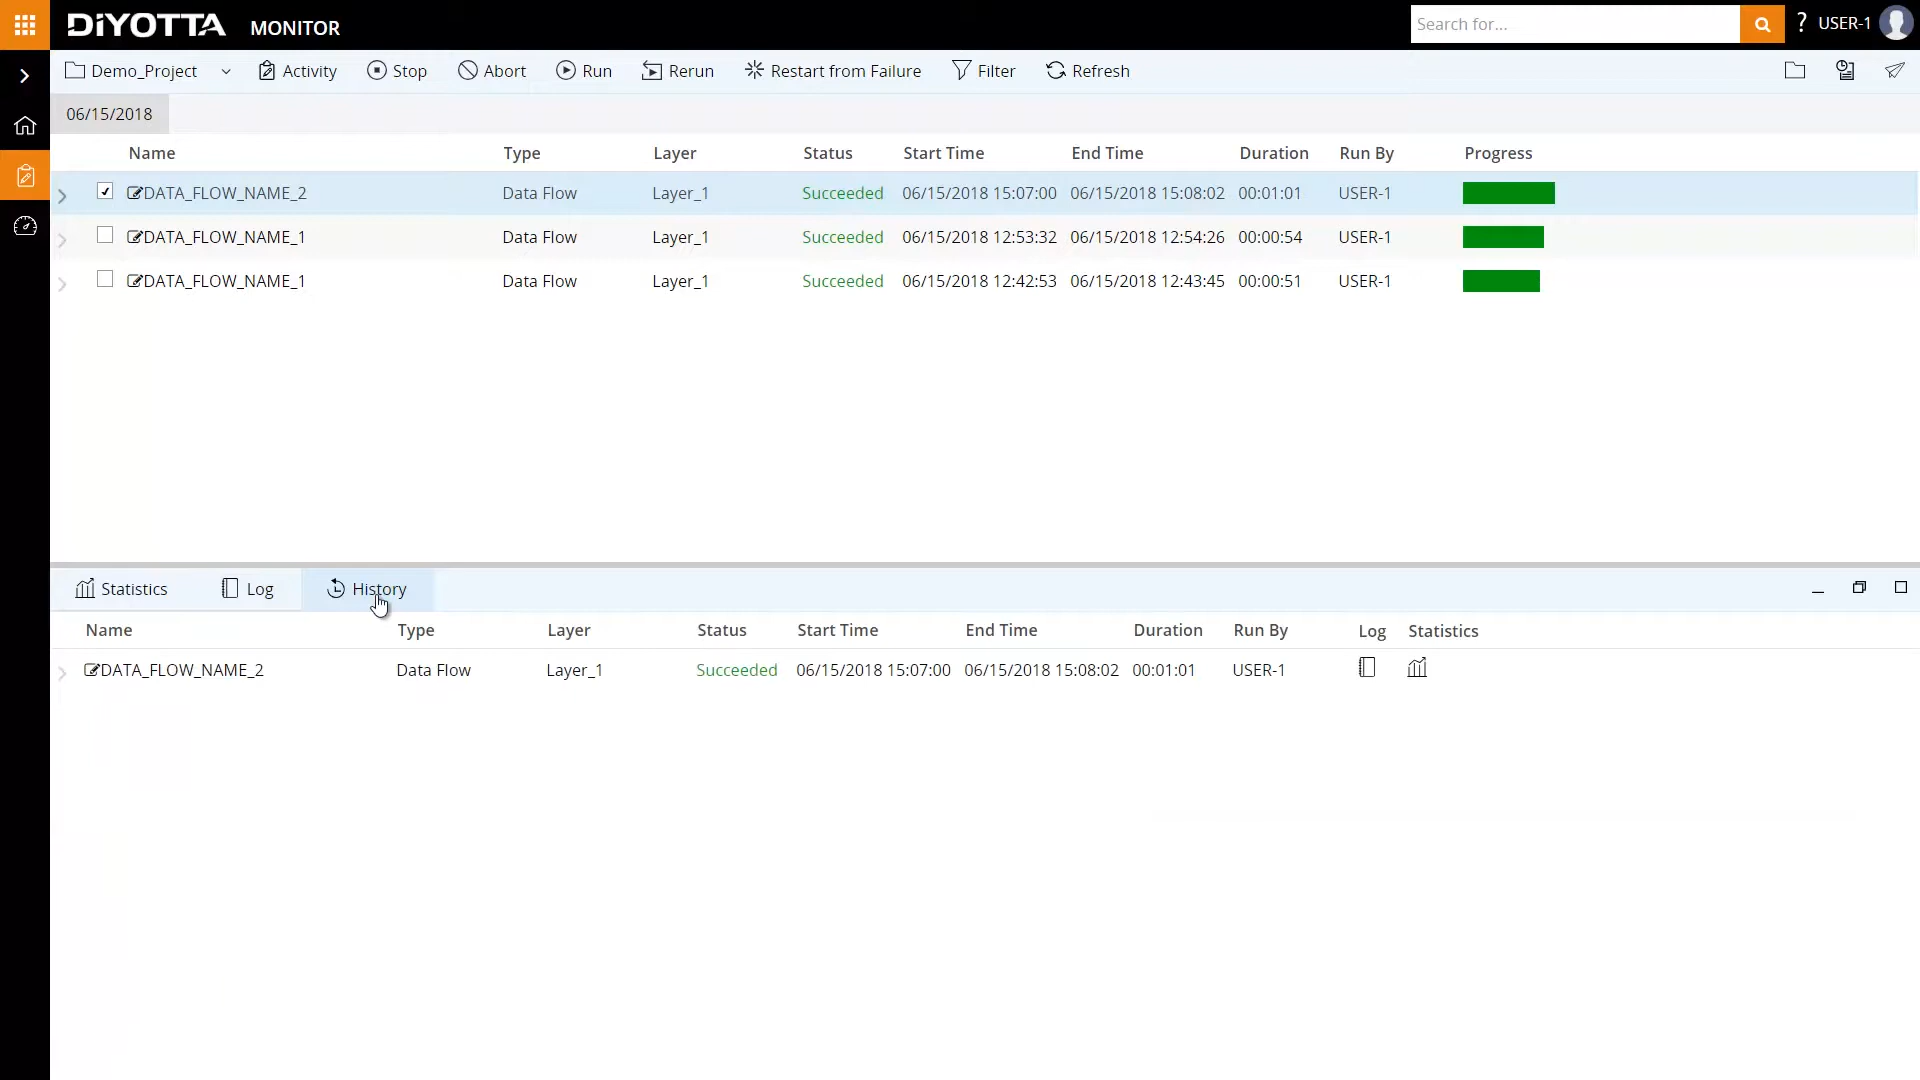 DiYOTTA MONITOR Search for... ? USER-1
Demo_Project Activity Stop Abort Run Rerun Restart from Failure Filter Refresh
06/15/2018
Name Type Layer Status Start Time End Time Duration Run By Progress
DATA_FLOW_NAME_2 Data Flow Layer_1 Succeeded 06/15/2018 15:07:00 06/15/2018 15:08:02 00:01:01 USER-1
DATA_FLOW_NAME_1 Data Flow Layer_1 Succeeded 06/15/2018 12:53:32 06/15/2018 12:54:26 00:00:54 USER-1
DATA_FLOW_NAME_1 Data Flow Layer_1 Succeeded 06/15/2018 12:42:53 06/15/2018 12:43:45 00:00:51 USER-1
Statistics Log History
Name Type Layer Status Start Time End Time Duration Run By Log Statistics
DATA_FLOW_NAME_2 Data Flow Layer_1 Succeeded 06/15/2018 15:07:00 06/15/2018 15:08:02 00:01:01 USER-1